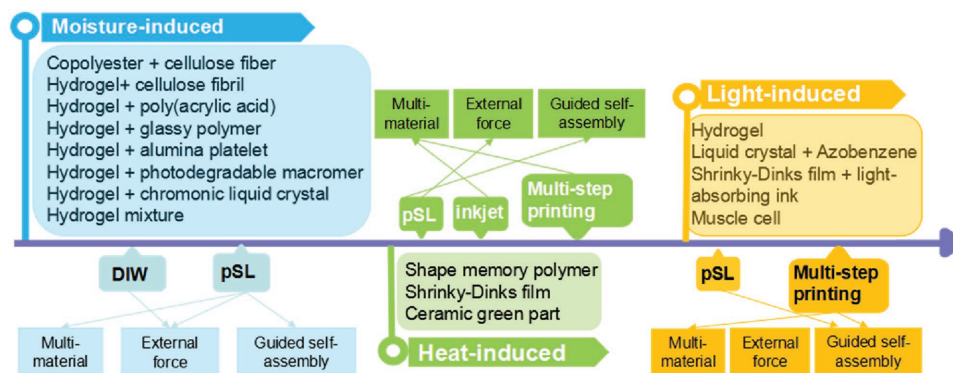 Moisture-induced
Copolyester + cellulose fiber
Hydrogel+ cellulose fibril
Hydrogel + poly(acrylic acid)
Hydrogel + glassy polymer
Hydrogel + alumina platelet
Hydrogel + photodegradable macromer
Hydrogel + chromonic liquid crystal
Hydrogel mixture
DIW
pSL
Multi-
material
External
force
Guided self-
assembly
Multi-
material
External
force
Guided self-
assembly
pSL
inkjet
Multi-step
printing
Shape memory polymer
Shrinky-Dinks film
Ceramic green part
Heat-induced
Light-induced
Hydrogel
Liquid crystal + Azobenzene
Shrinky-Dinks film + light-
absorbing ink
Muscle cell
pSL
Multi-step
printing
Multi-
material
External
force
Guided self-
assembly